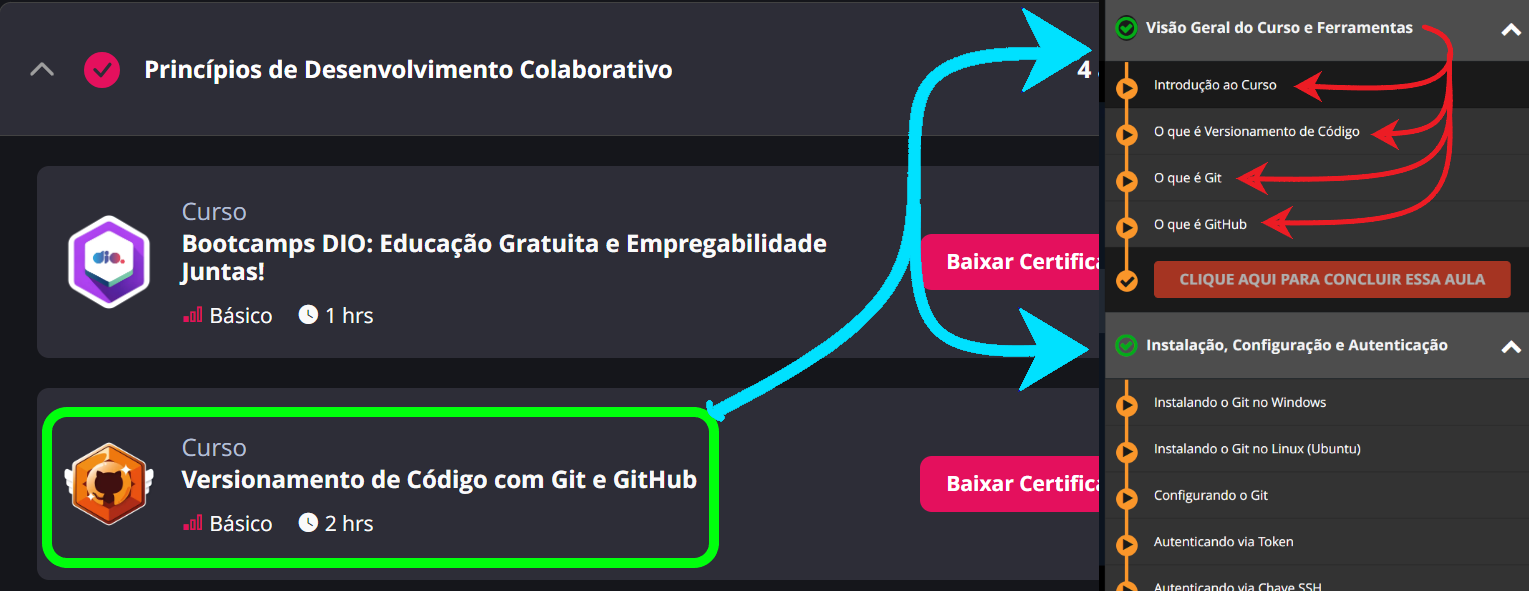 Princípios de Desenvolvimento Colaborativo
4
Curso
Bootcamps DIO: Educação Gratuita e Empregabilidade
Juntas!
Básico
1 hrs
Baixar Certifica
dio.
Curso
Versionamento de Código com Git e GitHub
Básico
2 hrs
Baixar Certifica
Visão Geral do Curso e Ferramentas
Introdução ao Curso
O que é Versionamento de Código
O que é Git
O que é GitHub
CLIQUE AQUI PARA CONCLUIR ESSA AULA
Instalação, Configuração e Autenticação
Instalando o Git no Windows
Instalando o Git no Linux (Ubuntu)
Configurando o Git
Autenticando via Token
Autenticando via Chave SSH